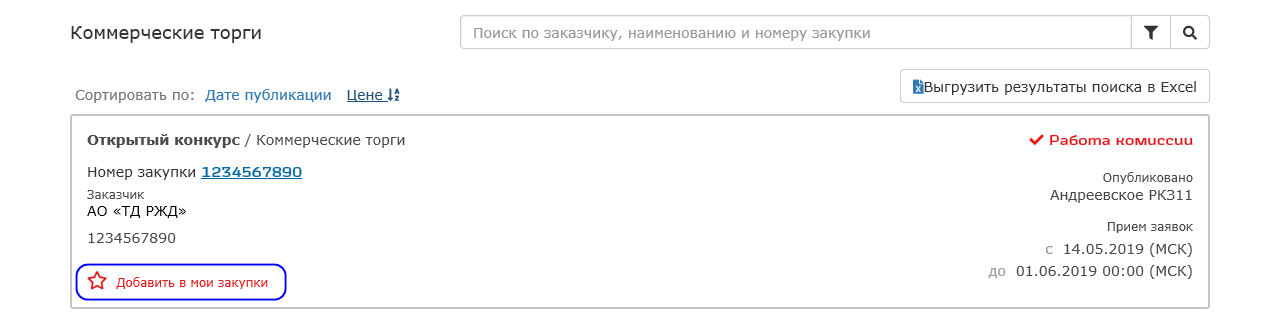 Коммерческие торги
Поиск по заказчику, наименованию и номеру закупки
Сортировать по: Дате публикации Цене
Выгрузить результаты поиска в Excel
Открытый конкурс / Коммерческие торги
Работа комиссии
Номер закупки 1234567890
Опубликовано
Заказчик
Андреевское РКЗ11
АО «ТД РЖД»
Прием заявок
1234567890
с 14.05.2019 (МСК)
до 01.06.2019 00:00 (МСК)
Добавить в мои закупки